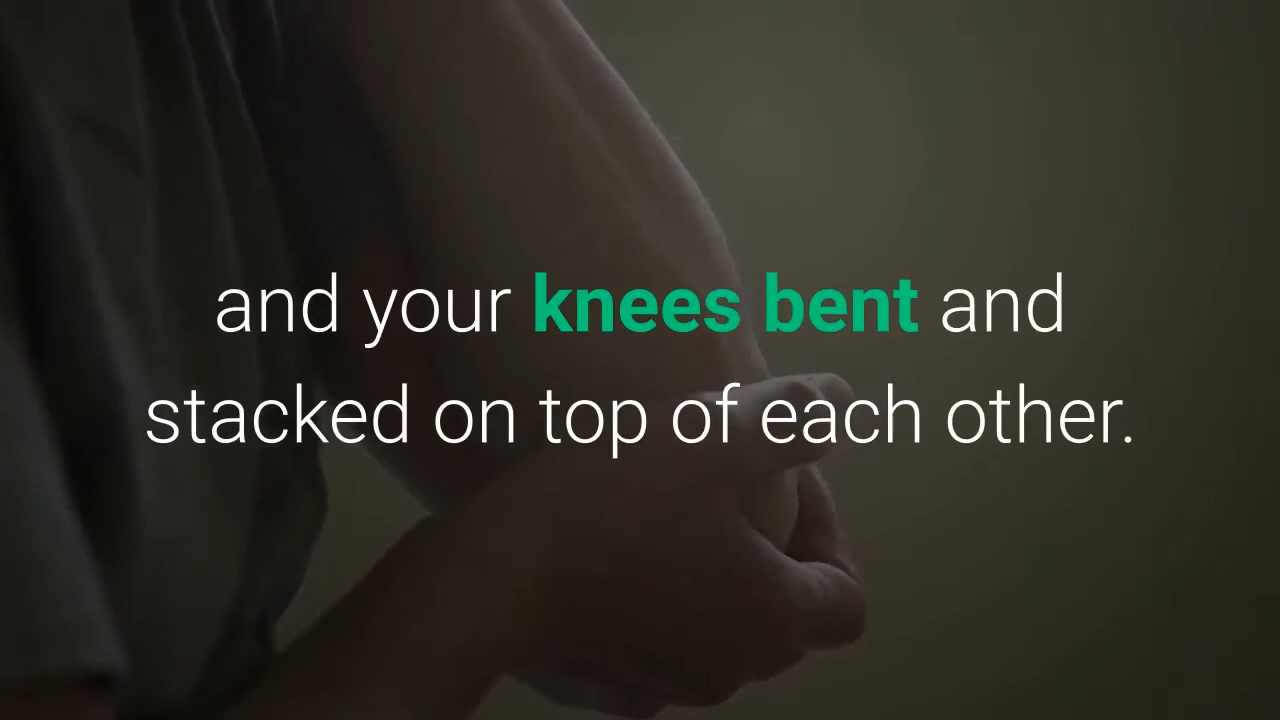 and your knees bent and
stacked on top of each other.